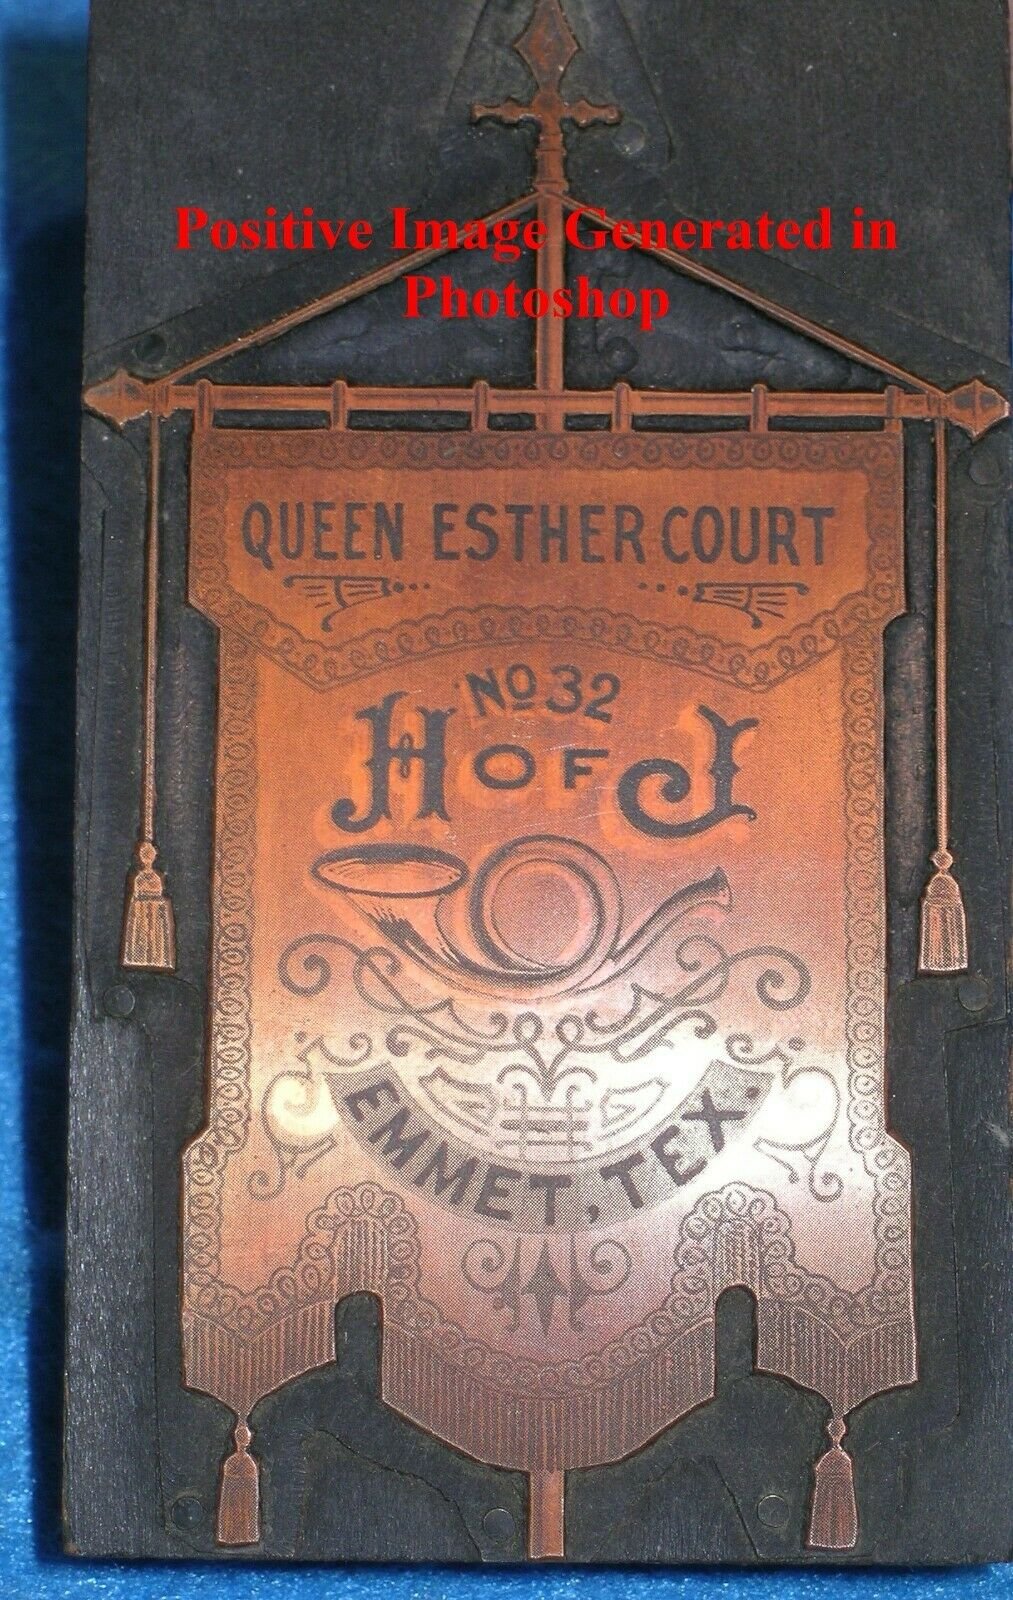 Positive Image Generated in
Photoshop
QUEEN ESTHER COURT
No 32
H OF J
EMMET, TEX.